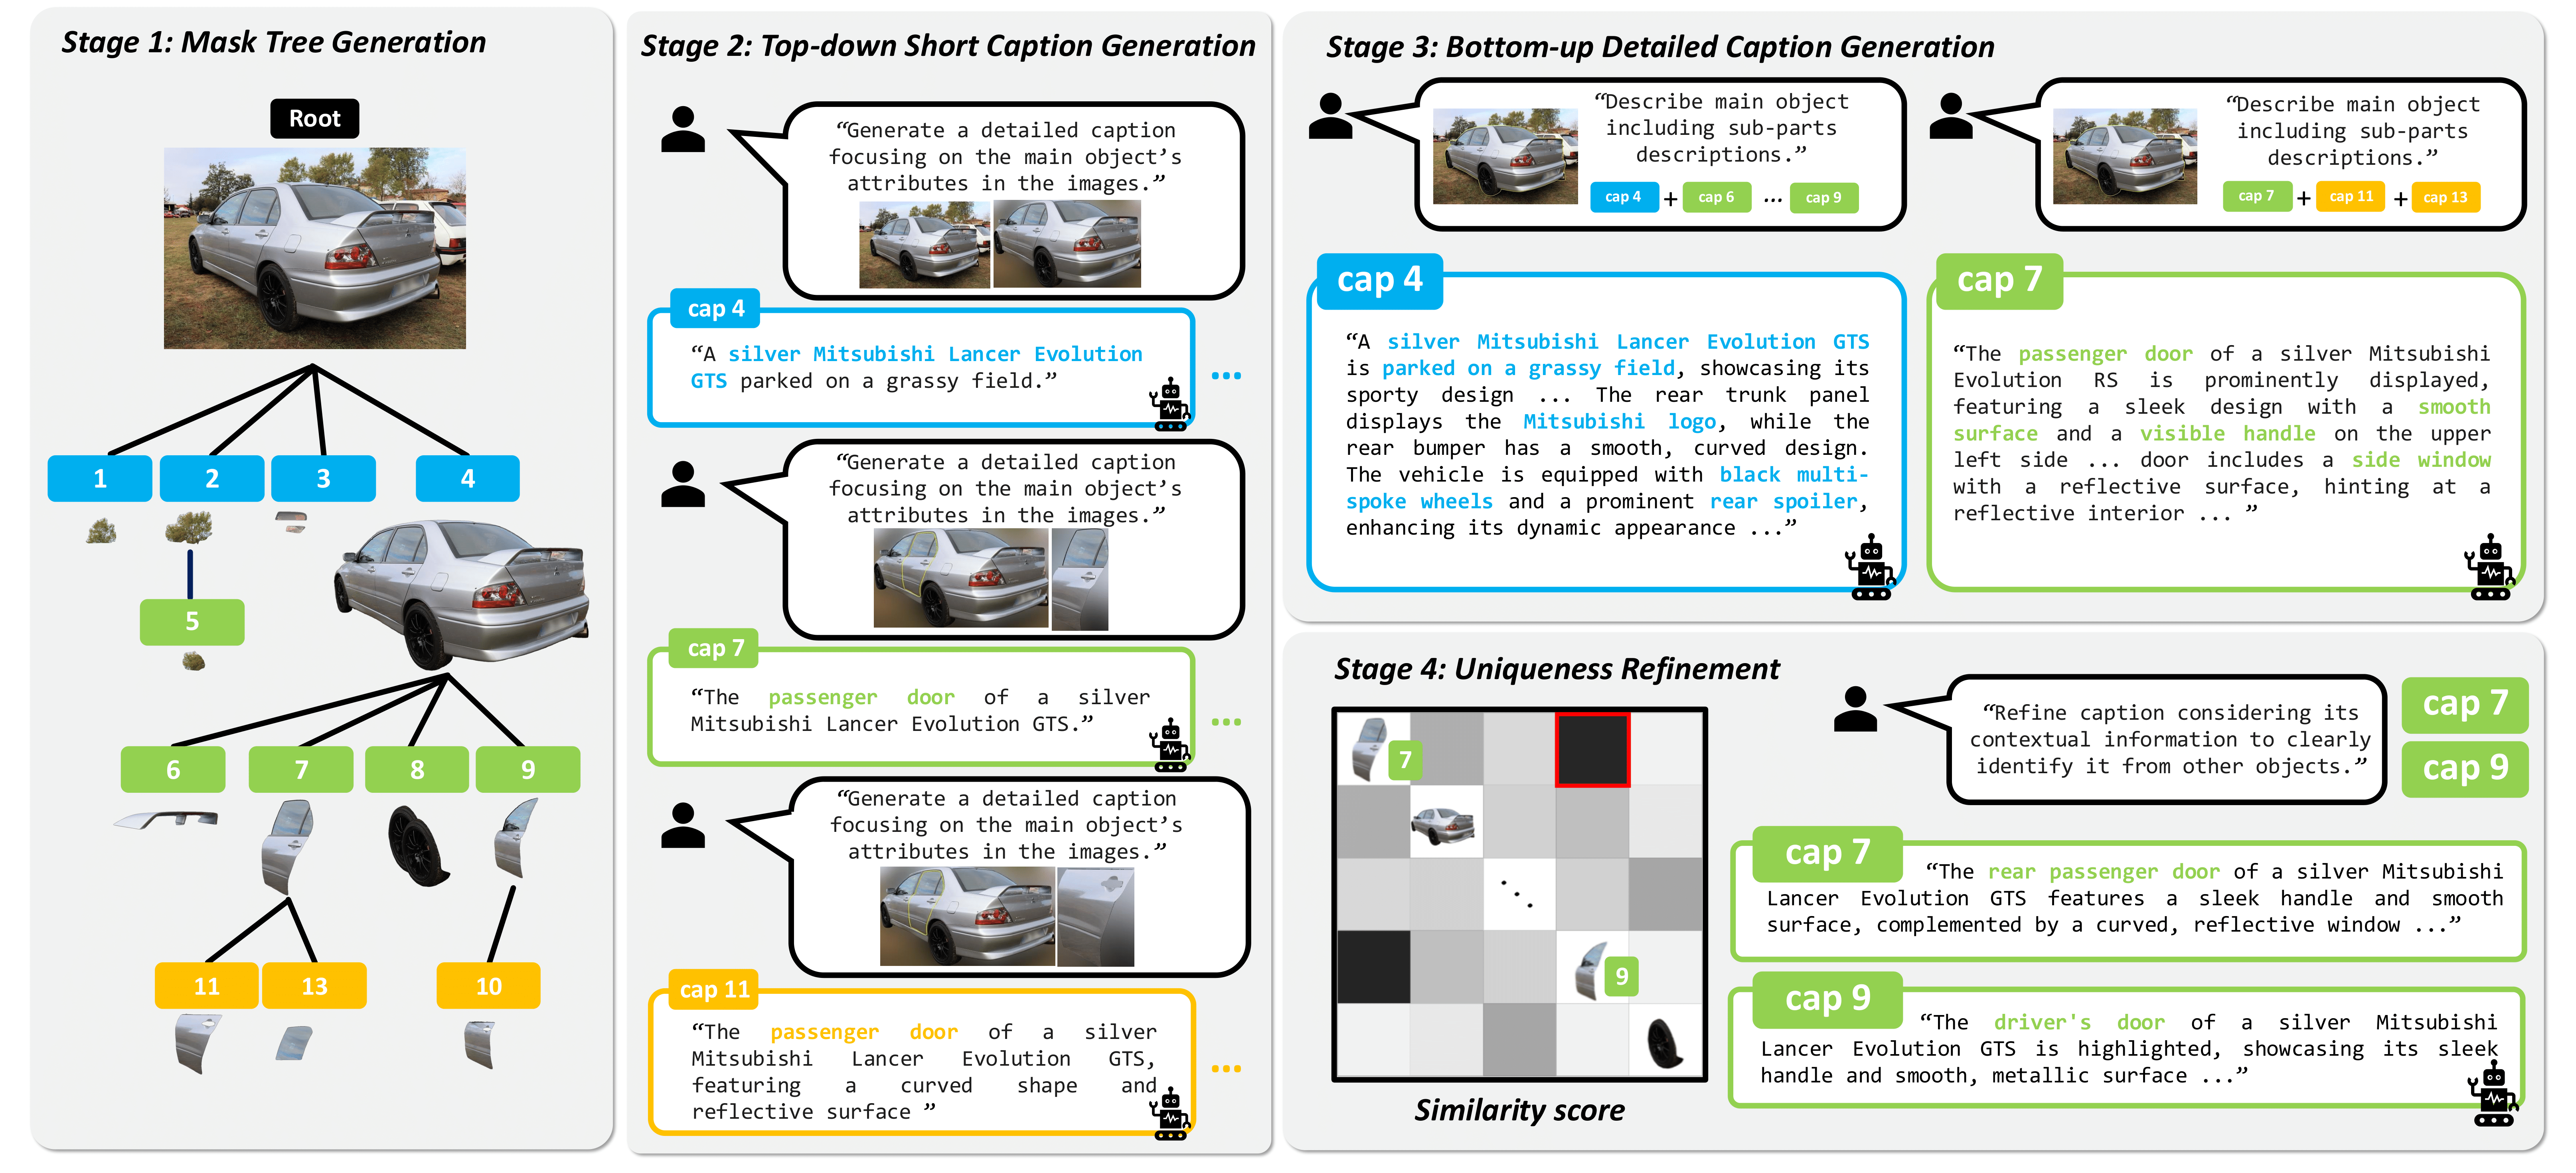 Stage 1: Mask Tree Generation
Root
1
2
3
4
5
6
7
8
9
11
13
10
Stage 2: Top-down Short Caption Generation
“Generate a detailed caption
focusing on the main object’s
attributes in the images.”
cap 4
“A silver Mitsubishi Lancer Evolution
GTS parked on a grassy field.”
...
“Generate a detailed caption
focusing on the main object’s
attributes in the images.”
cap 7
“The passenger door of a silver
Mitsubishi Lancer Evolution GTS.”
...
“Generate a detailed caption
focusing on the main object’s
attributes in the images.”
cap 11
“The passenger door of a silver
Mitsubishi Lancer Evolution GTS,
featuring a curved shape and
reflective surface ”
...
Stage 3: Bottom-up Detailed Caption Generation
“Describe main object
including sub-parts
descriptions.”
cap 4 + cap 6 ... cap 9
cap 4
“A silver Mitsubishi Lancer Evolution GTS
is parked on a grassy field, showcasing its
sporty design ... The rear trunk panel
displays the Mitsubishi logo, while the
rear bumper has a smooth, curved design.
The vehicle is equipped with black multi-
spoke wheels and a prominent rear spoiler,
enhancing its dynamic appearance ...”
“Describe main object
including sub-parts
descriptions.”
cap 7 + cap 11 + cap 13
cap 7
“The passenger door of a silver Mitsubishi
Evolution RS is prominently displayed,
featuring a sleek design with a smooth
surface and a visible handle on the upper
left side ... door includes a side window
with a reflective surface, hinting at a
reflective interior ... ”
Stage 4: Uniqueness Refinement
7
9
Similarity score
“Refine caption considering its
contextual information to clearly
identify it from other objects.”
cap 7
cap 9
cap 7
“The rear passenger door of a silver Mitsubishi
Lancer Evolution GTS features a sleek handle and smooth
surface, complemented by a curved, reflective window ...”
cap 9
“The driver's door of a silver Mitsubishi
Lancer Evolution GTS is highlighted, showcasing its sleek
handle and smooth, metallic surface ...”